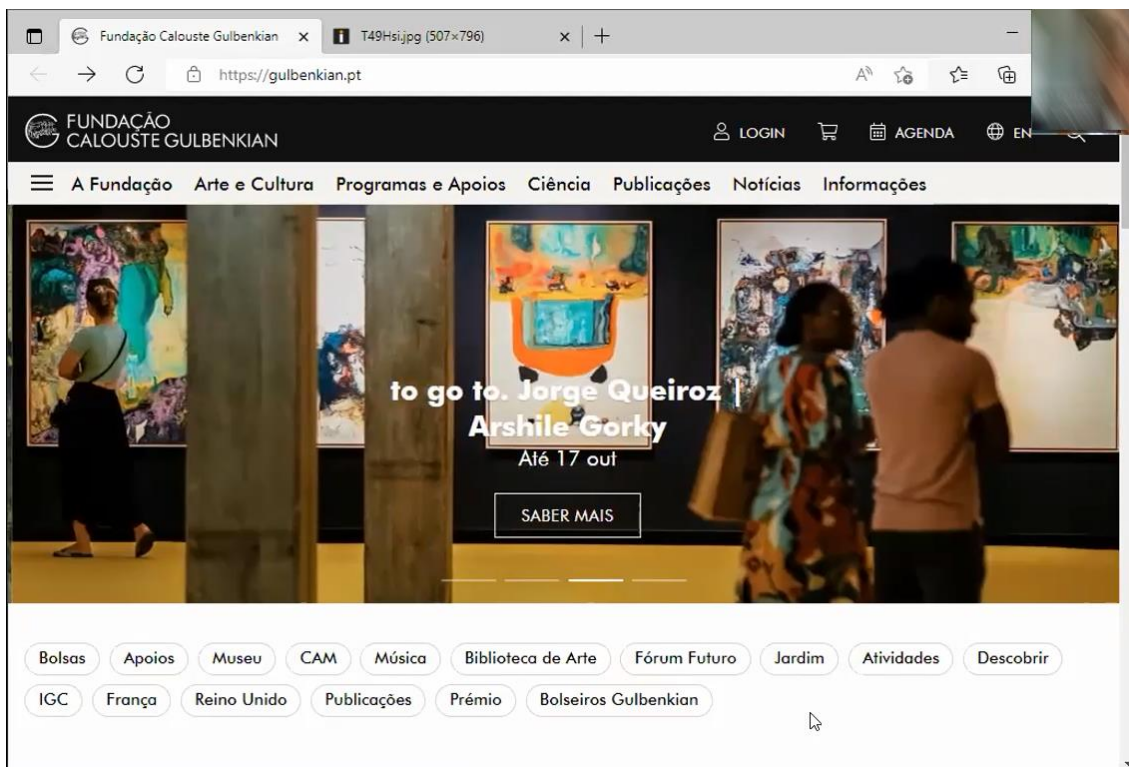 Fundação Calouste Gulbenkian
T49Hsi.jpg (507×796)
https://gulbenkian.pt
FUNDAÇÃO
CALOUSTE GULBENKIAN
LOGIN
AGENDA
EN
A Fundação Arte e Cultura Programas e Apoios Ciência Publicações Notícias Informações
to go to. Jorge Queiroz |
Arshile Gorky
Até 17 out
SABER MAIS
Bolsas Apoios Museu CAM Música Biblioteca de Arte Fórum Futuro Jardim Atividades Descobrir
IGC França Reino Unido Publicações Prémio Bolseiros Gulbenkian